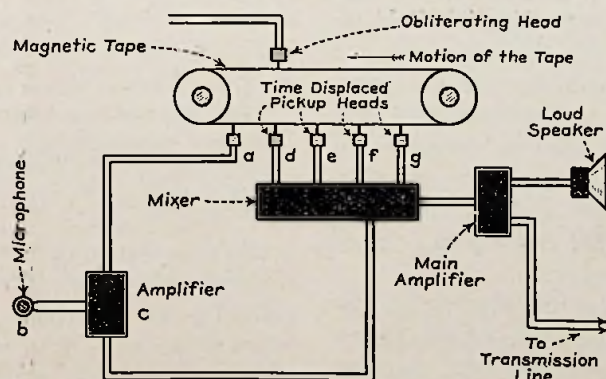 Obliterating Head
Magnetic Tape
Motion of the Tape
Time Displaced
Pickup Heads
Loud
Speaker
a
d
e
f
g
Mixer
Microphone
Main
Amplifier
Amplifier
b
c
To
Transmission
Line